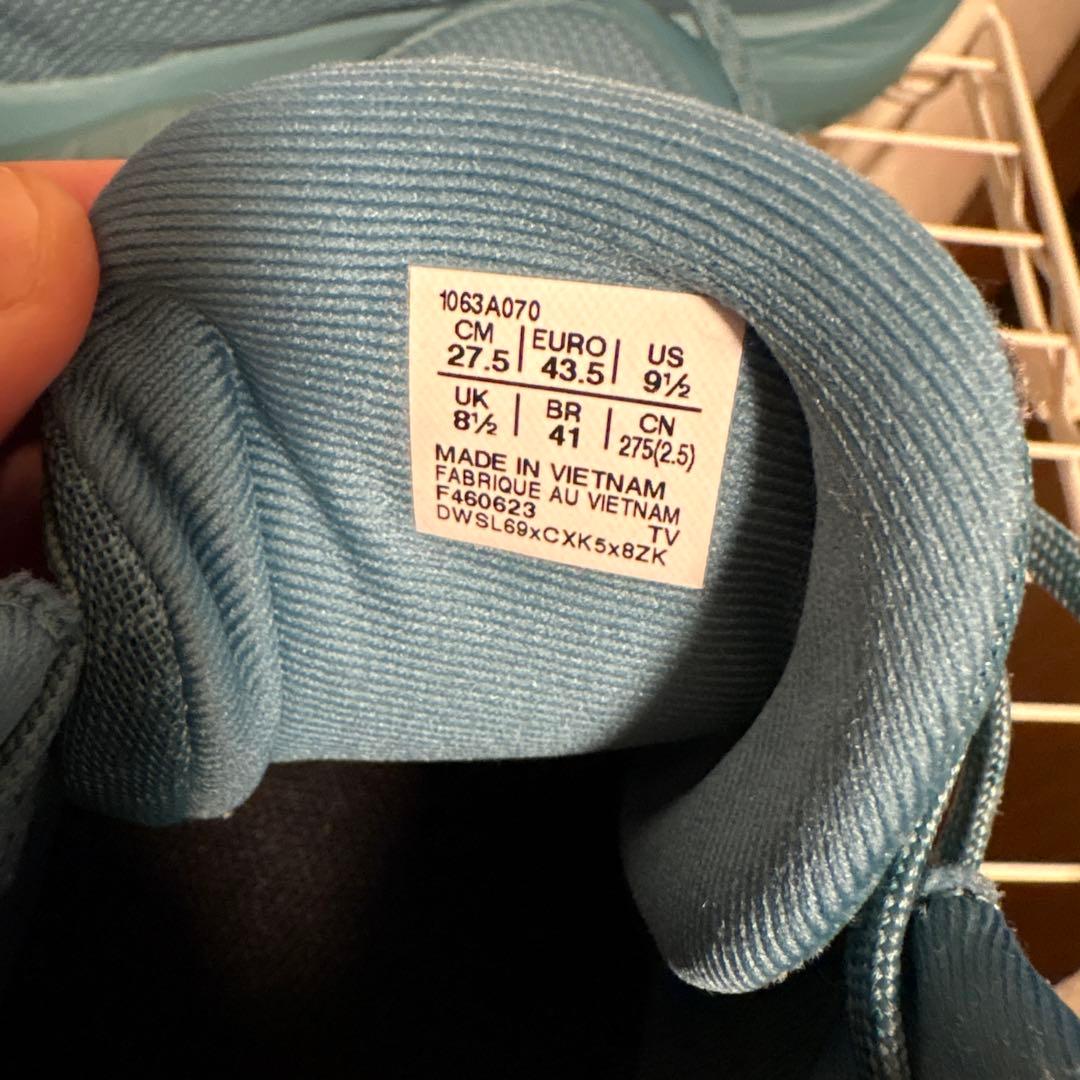 1063A070
CM | EURO | US
27.5 | 43.5 | 9½
UK | BR | CN
8½ | 41 | 275(2.5)
MADE IN VIETNAM
FABRIQUE AU VIETNAM
F460623 TV
DWSL69xCXK5x8ZK